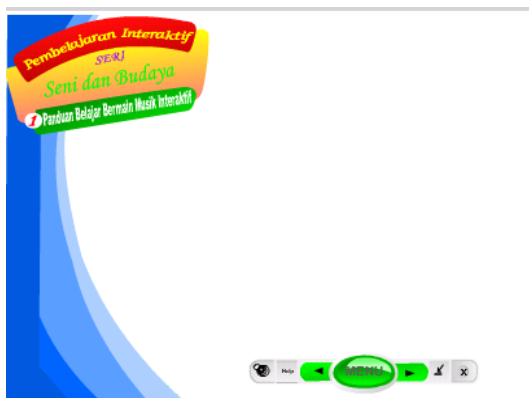 Pembelajaran Interaktif
SERI
Seni dan Budaya
1 Panduan Belajar Bermain Musik Interaktif
Help MENU X